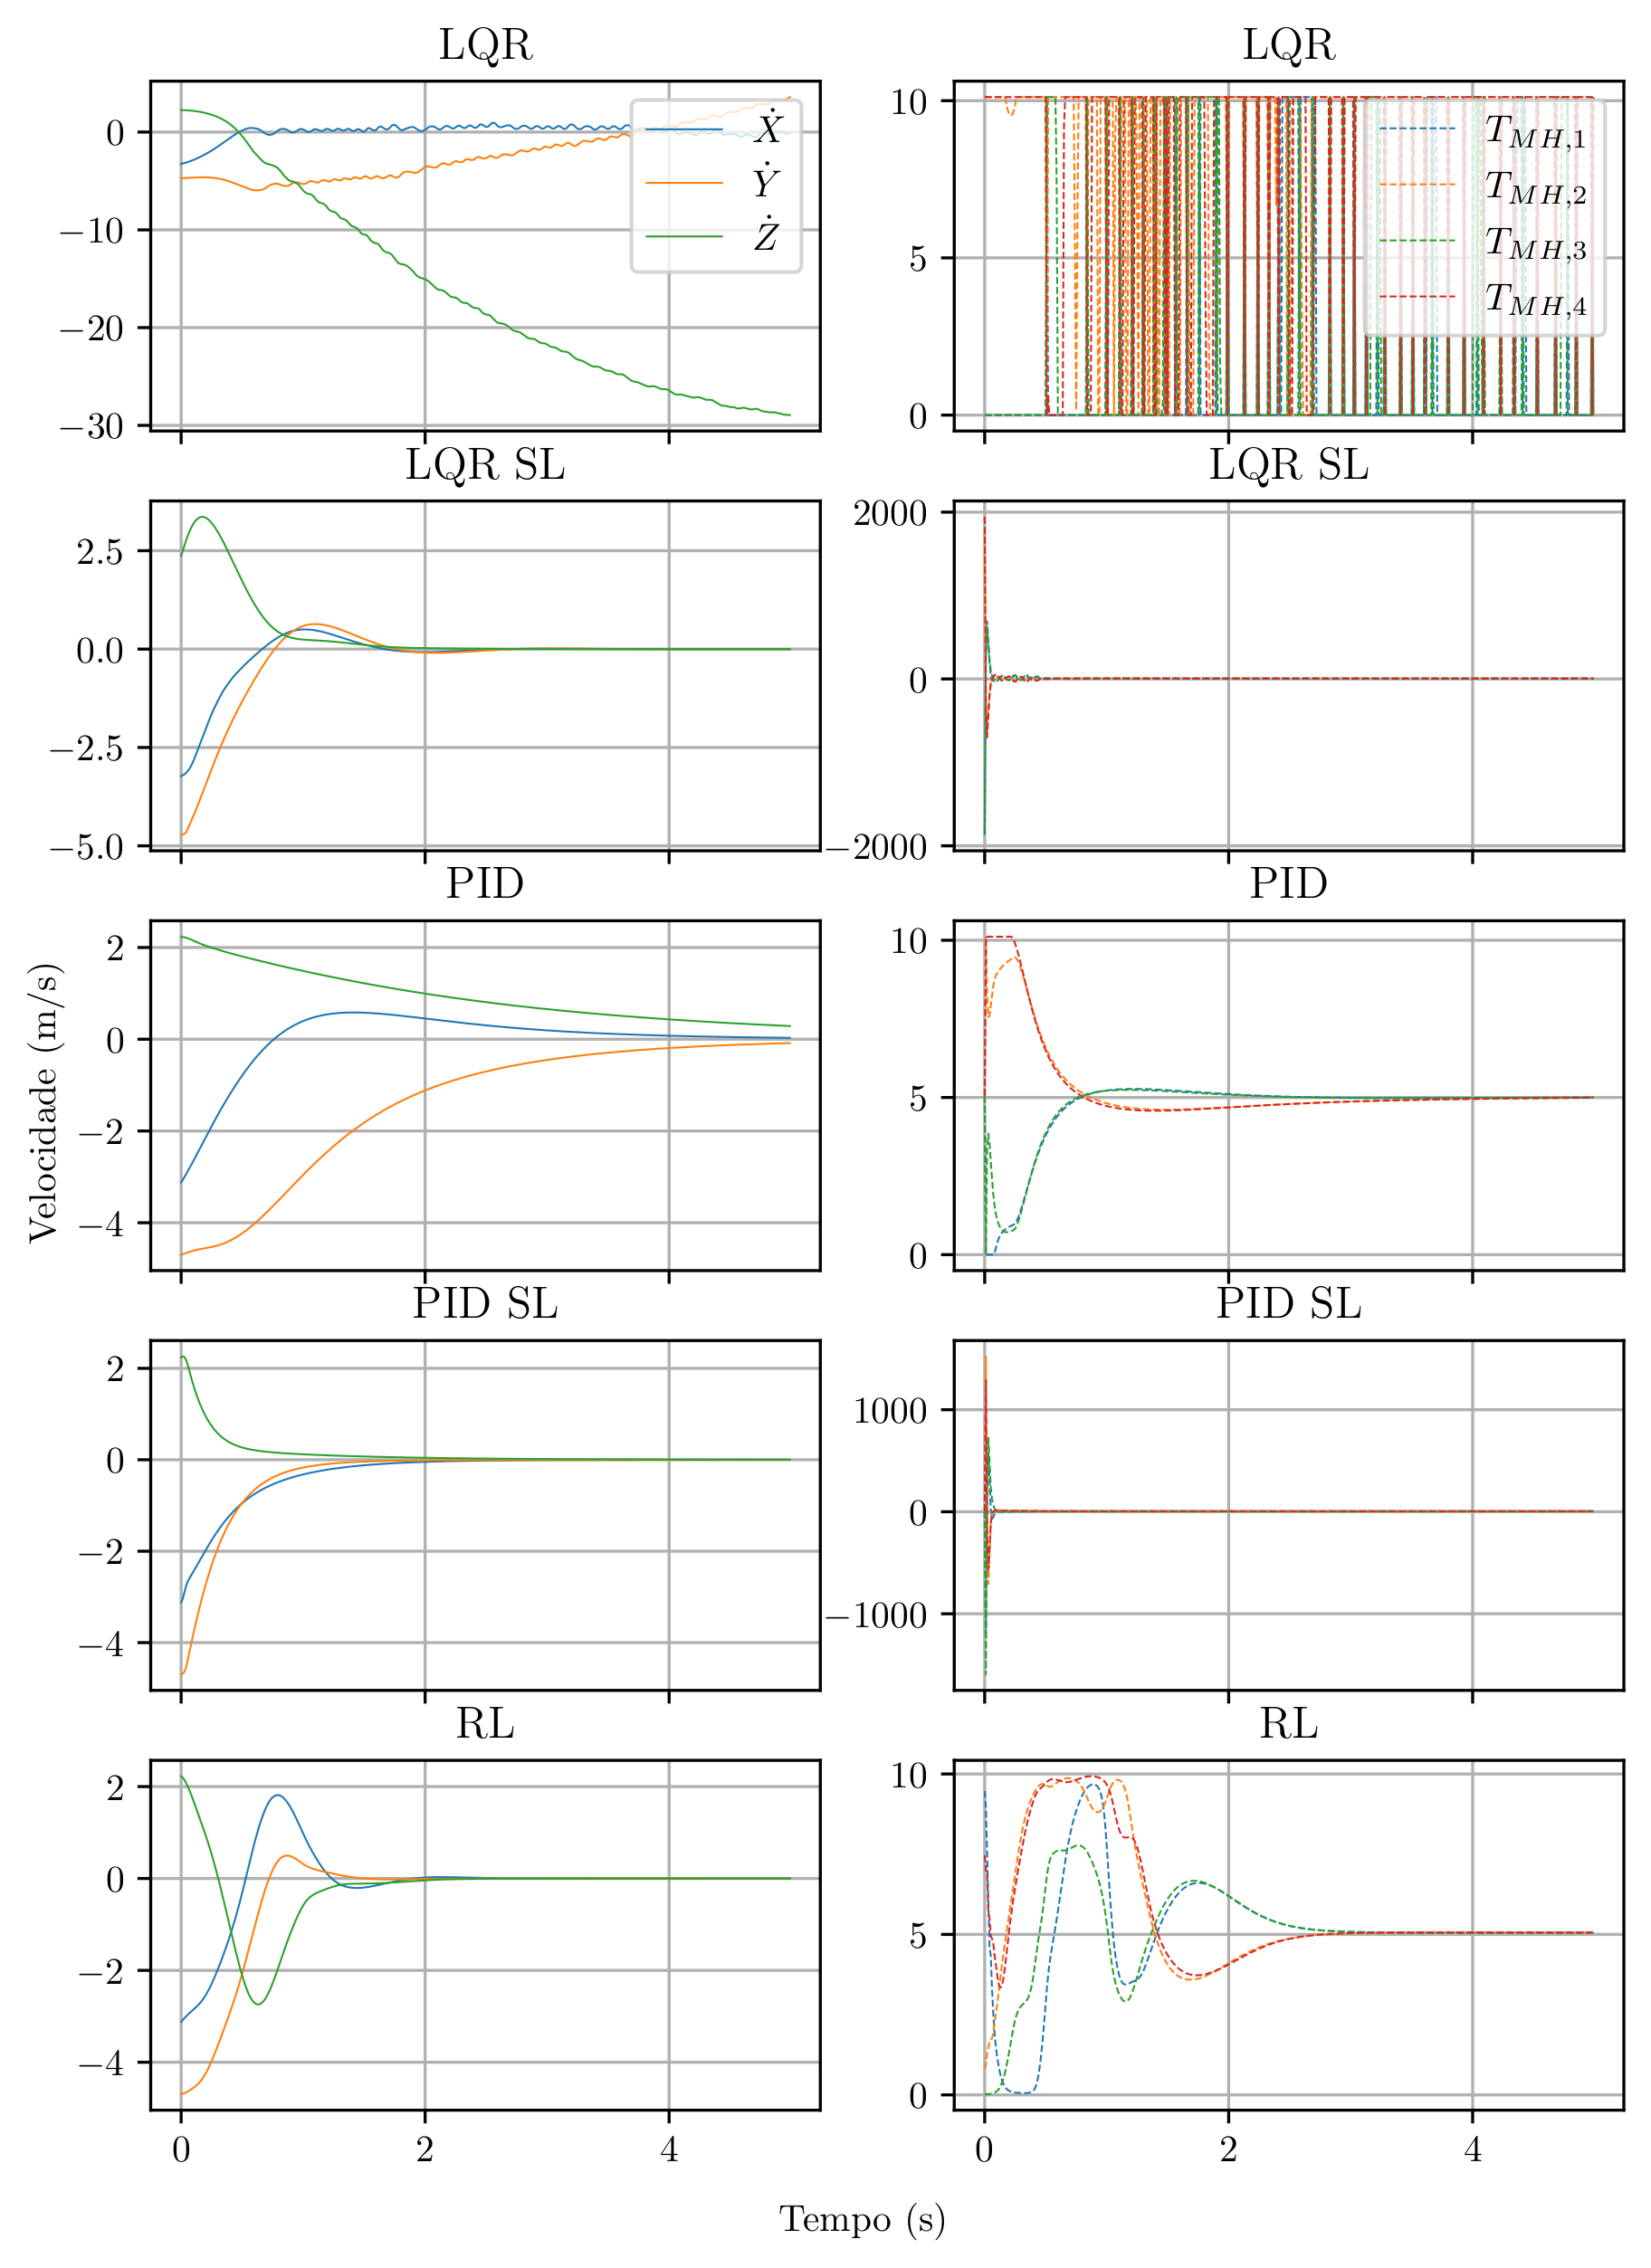 LQR
LQR
0
−10
−20
−30
Ẋ
Ẏ
Ż
10
5
0
T_{MH,1}
T_{MH,2}
T_{MH,3}
T_{MH,4}
LQR SL
LQR SL
2.5
0.0
−2.5
−5.0
2000
0
−2000
PID
PID
2
0
−2
−4
10
5
0
Velocidade (m/s)
PID SL
PID SL
2
0
−2
−4
1000
0
−1000
RL
RL
2
0
−2
−4
10
5
0
0 2 4
0 2 4
Tempo (s)